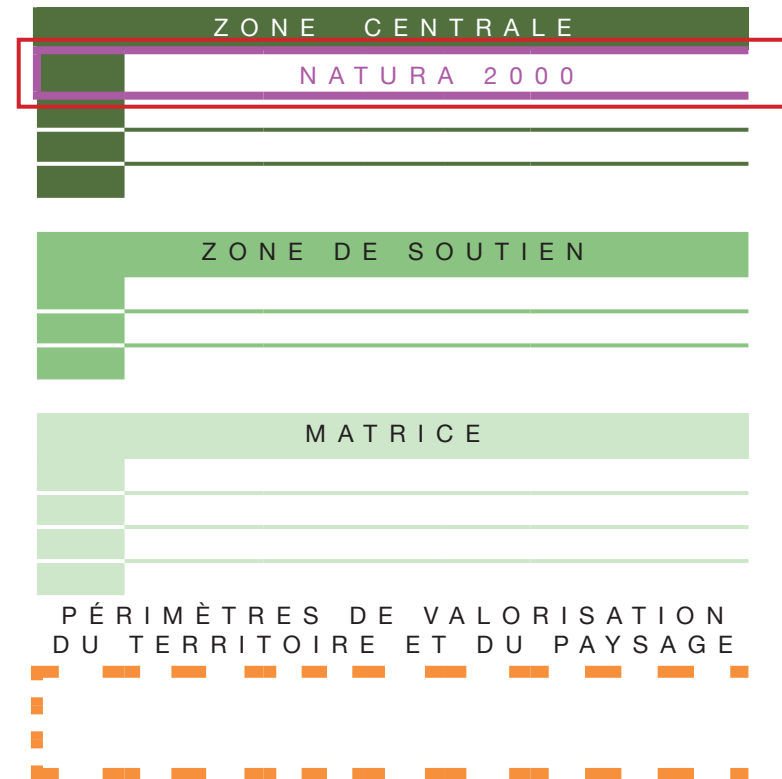 ZONE CENTRALE
NATURA 2000
ZONE DE SOUTIEN
MATRICE
PÉRIMÈTRES DE VALORISATION
DU TERRITOIRE ET DU PAYSAGE